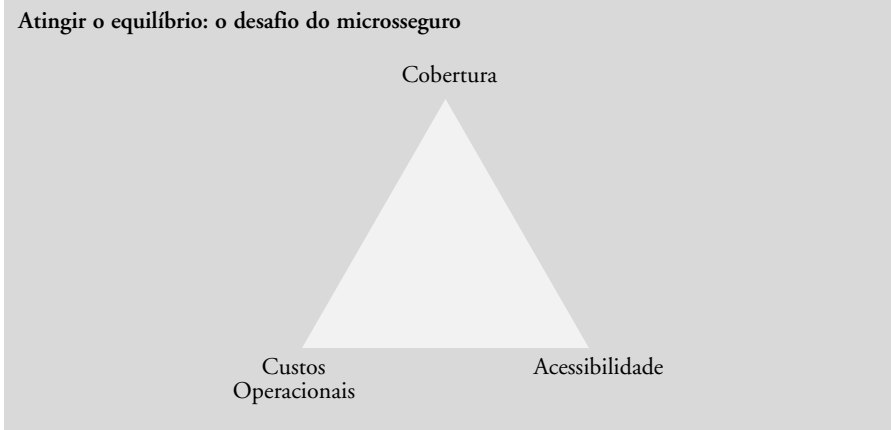 Atingir o equilíbrio: o desafio do microsseguro
Cobertura
Custos
Operacionais
Acessibilidade